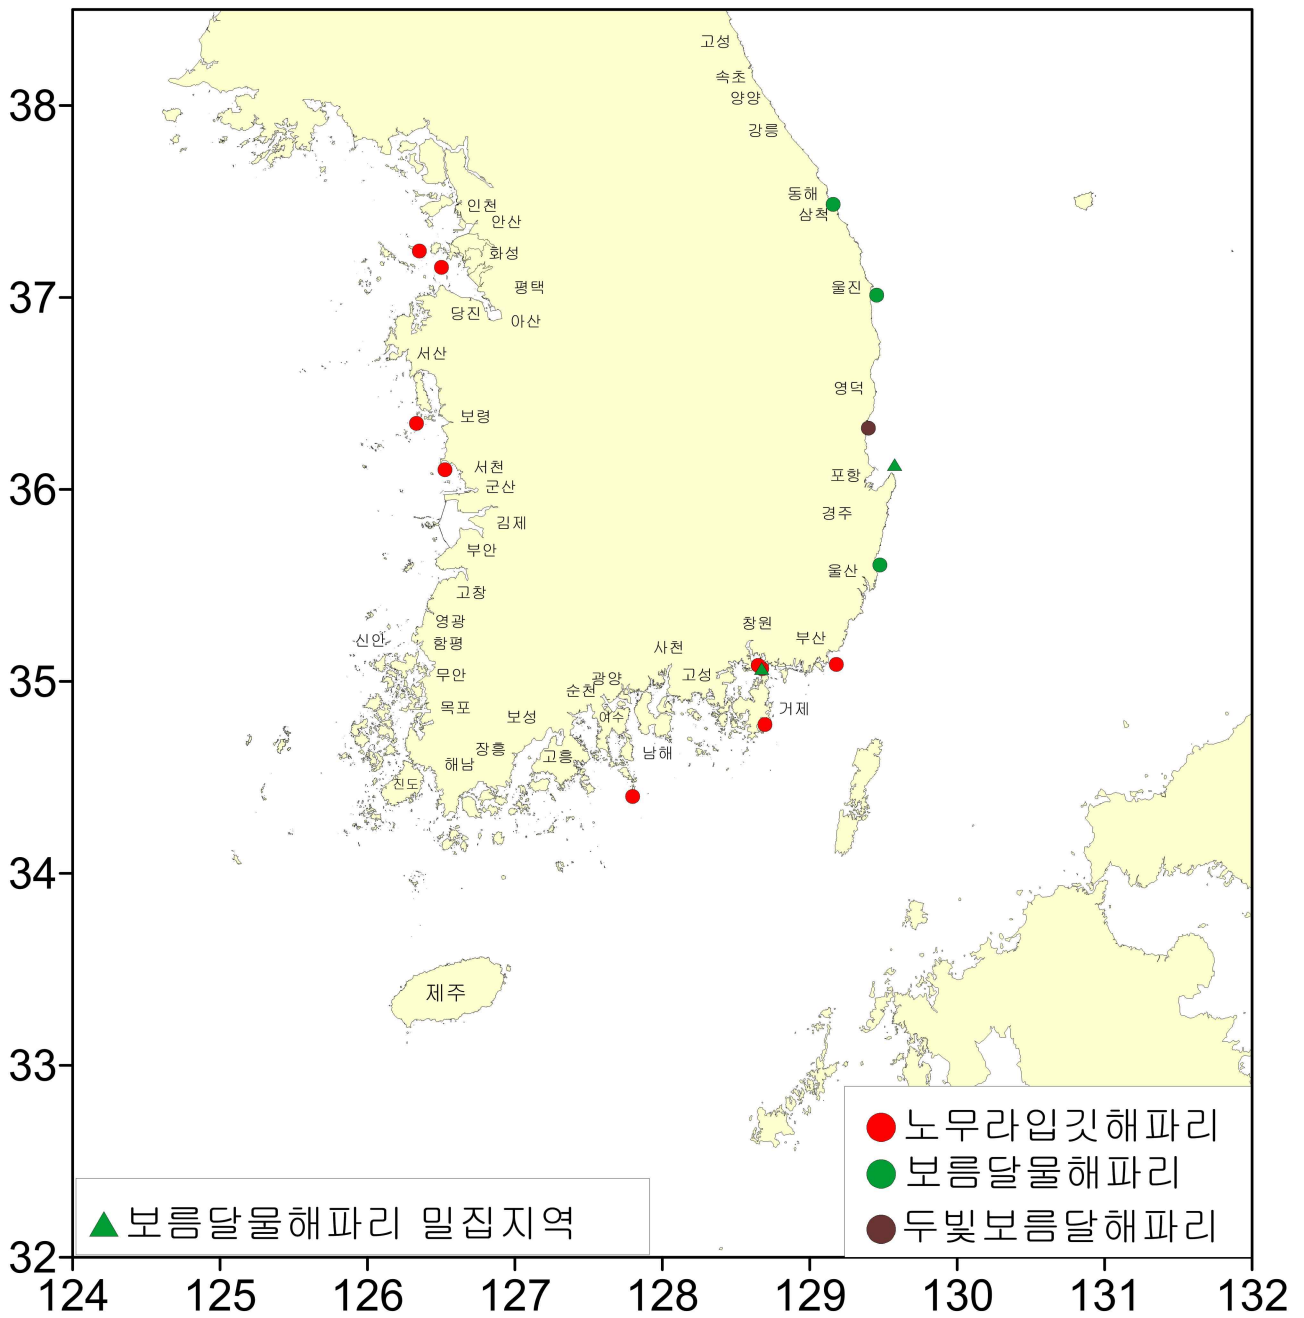 고성
속초
양양
38
강릉
동해
인천
삼척
안산
화성
울진
평택
37
당진
아산
서산
영덕
보령
서천
포항
군산
36
경주
김제
부안
울산
고창
영광
창원
신안
함평
부산
사천
무안
고성
광양
35
순천
목포
거제
보성
여수
장흥
남해
고흥
해남
진도
34
제주
33
노무라입깃해파리
보름달물해파리
보름달물해파리 밀집지역
두빛보름달해파리
32
124 125 126 127 128 129 130 131 132